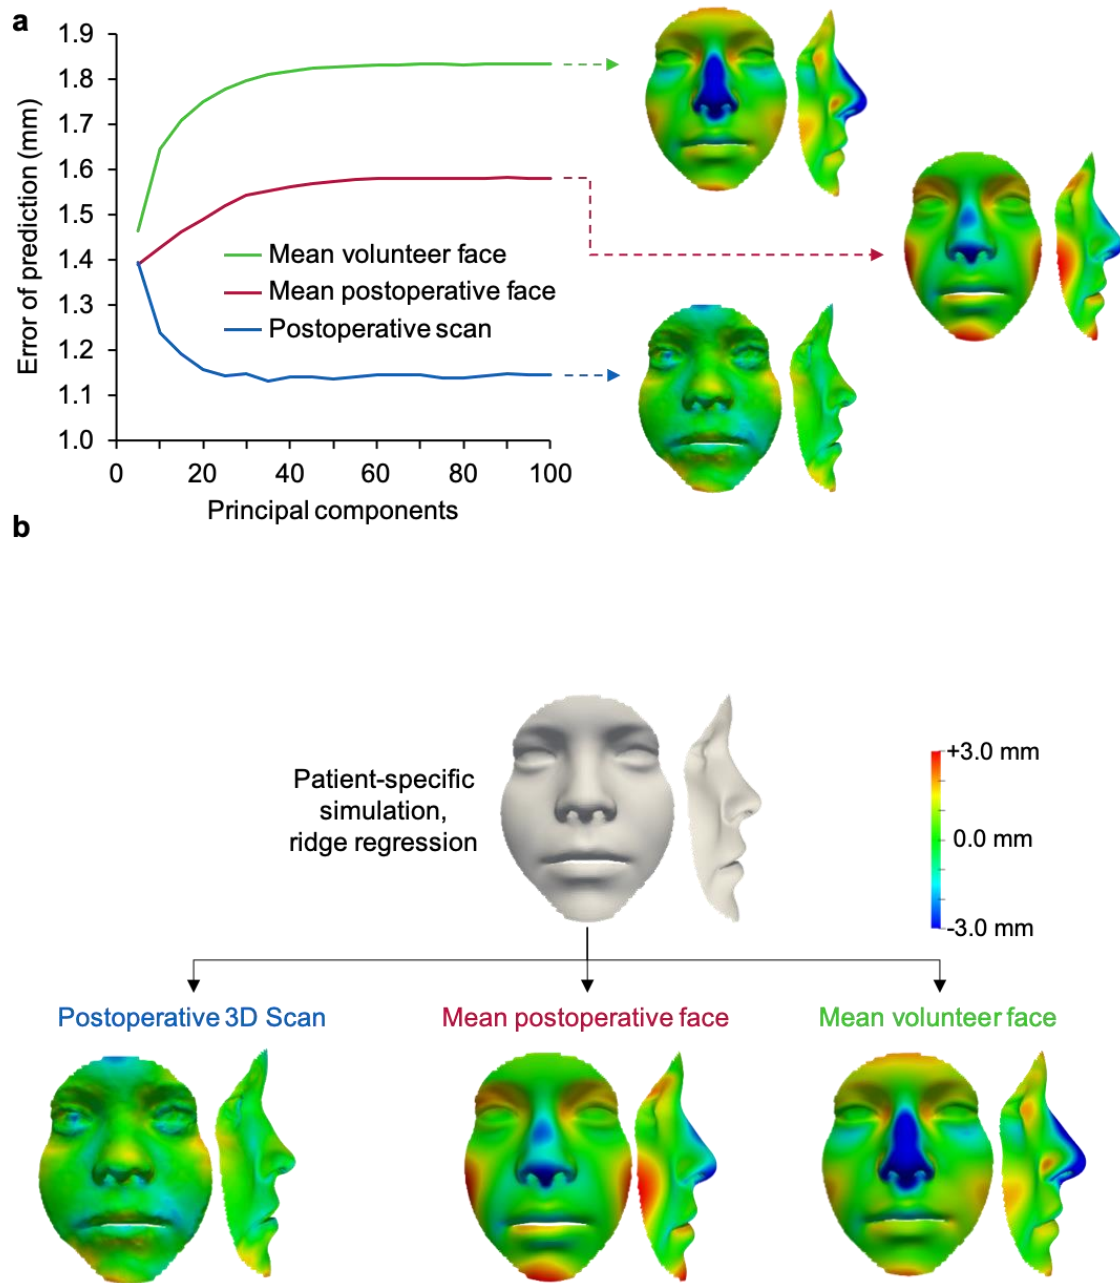 a
1.9
1.8
1.7
1.6
1.5
1.4
1.3
1.2
1.1
1.0
Error of prediction (mm)
Mean volunteer face
Mean postoperative face
Postoperative scan
0
20
40
60
80
100
Principal components
b
Patient-specific
simulation,
ridge regression
+3.0 mm
0.0 mm
-3.0 mm
Postoperative 3D Scan
Mean postoperative face
Mean volunteer face